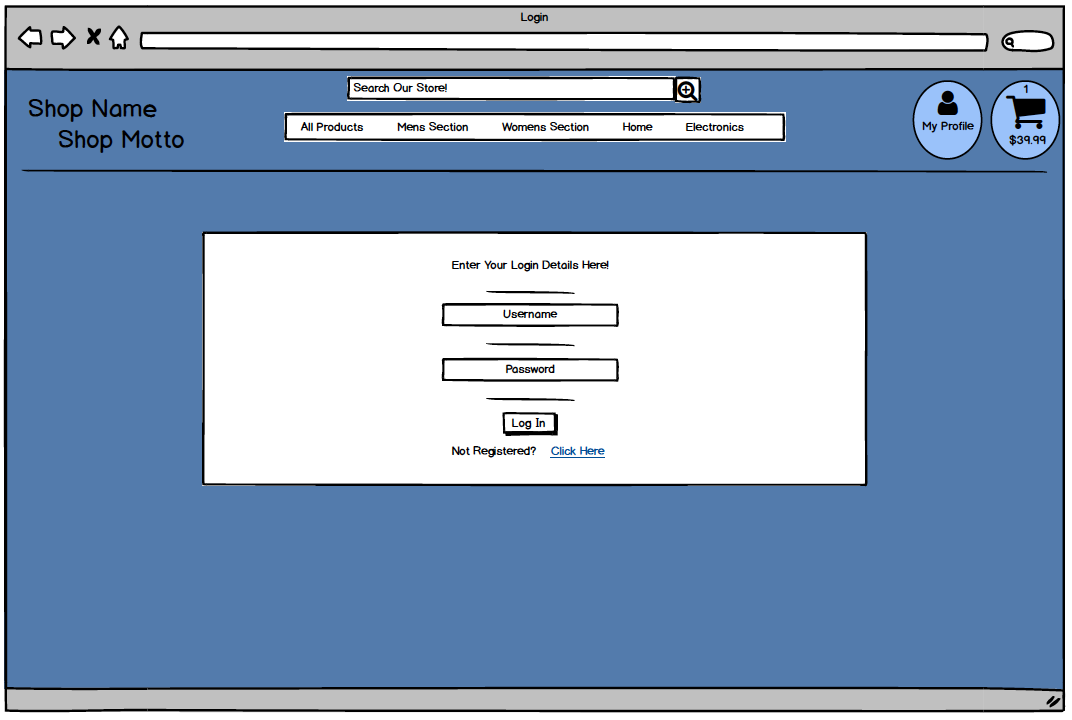 Login
Search Our Store!
Shop Name
Shop Motto
All Products Mens Section Womens Section Home Electronics
My Profile
1
$39.99
Enter Your Login Details Here!
Username
Password
Log In
Not Registered? Click Here